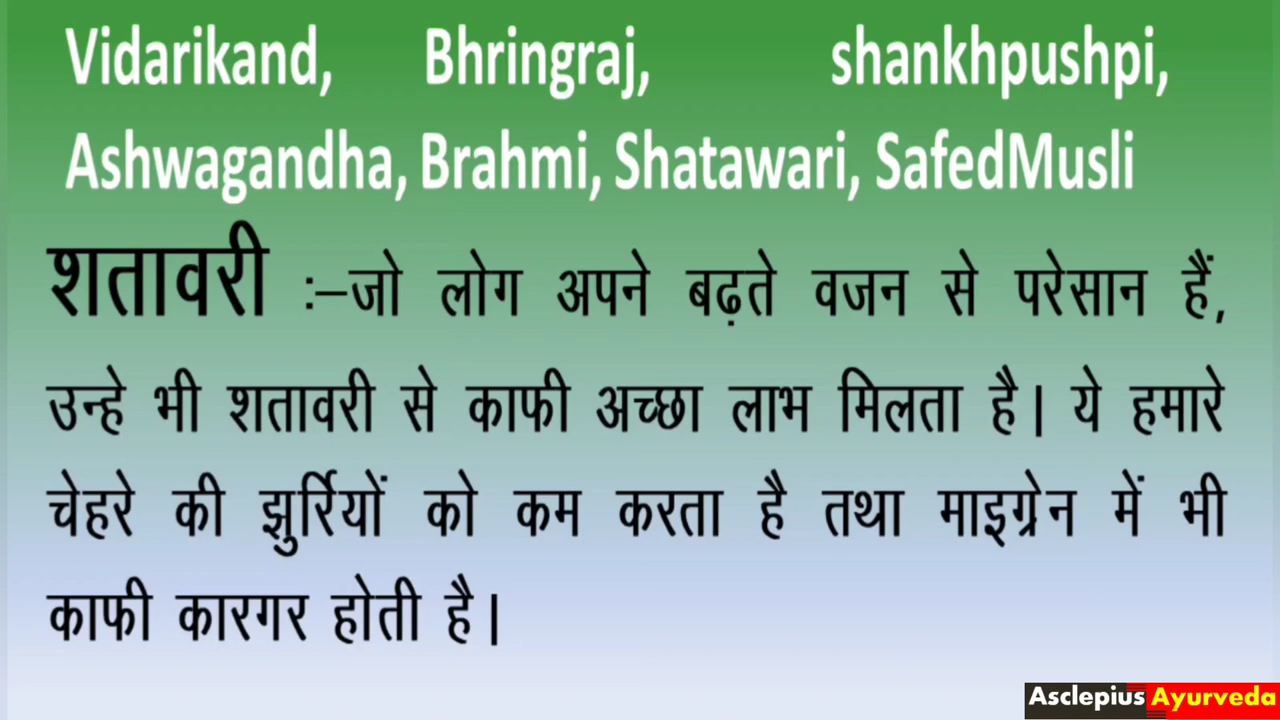 Vidarikand, Bhringraj, shankhpushpi,
Ashwagandha, Brahmi, Shatawari, SafedMusli
शतावरी :–जो लोग अपने बढ़ते वजन से परेसान हैं,
उन्हे भी शतावरी से काफी अच्छा लाभ मिलता है। ये हमारे
चेहरे की झुर्रियों को कम करता है तथा माइग्रेन में भी
काफी कारगर होती है।
Asclepius Ayurveda